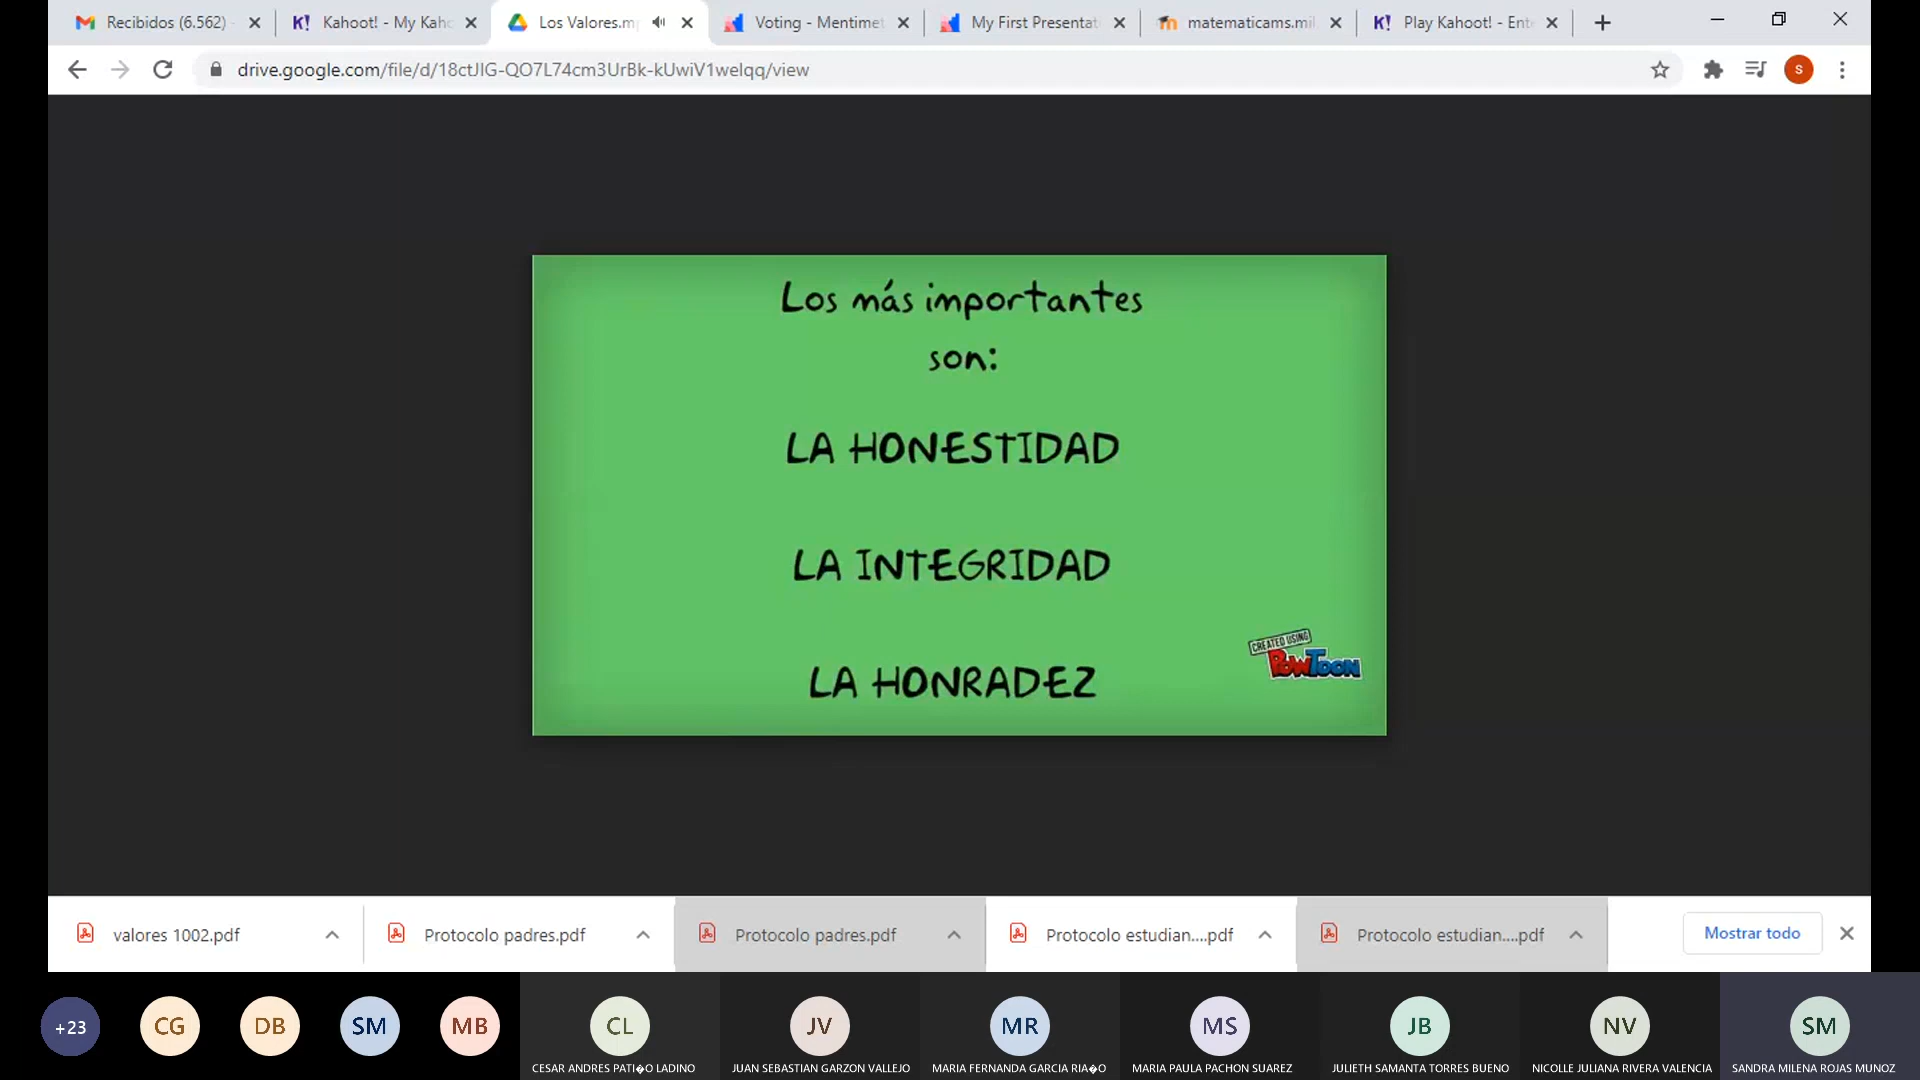 Recibidos (6.562) -
Kahoot! - My Kaho
Los Valores.m
Voting - Mentimet
My First Presentat
matematicams.mil
Play Kahoot! - Ente
drive.google.com/file/d/18ctJIG-QO7L74cm3UrBk-kUwiV1welqq/view
S
Los más importantes
son:
LA HONESTIDAD
LA INTEGRIDAD
LA HONRADEZ
CREATED USING
POWTOON
valores 1002.pdf
Protocolo padres.pdf
Protocolo padres.pdf
Protocolo estudian....pdf
Protocolo estudian....pdf
Mostrar todo
+23
CG
DB
SM
MB
CL
JV
MR
MS
JB
NV
SM
CESAR ANDRES PATI�O LADINO
JUAN SEBASTIAN GARZON VALLEJO
MARIA FERNANDA GARCIA RIA�O
MARIA PAULA PACHON SUAREZ
JULIETH SAMANTA TORRES BUENO
NICOLLE JULIANA RIVERA VALENCIA
SANDRA MILENA ROJAS MUNOZ